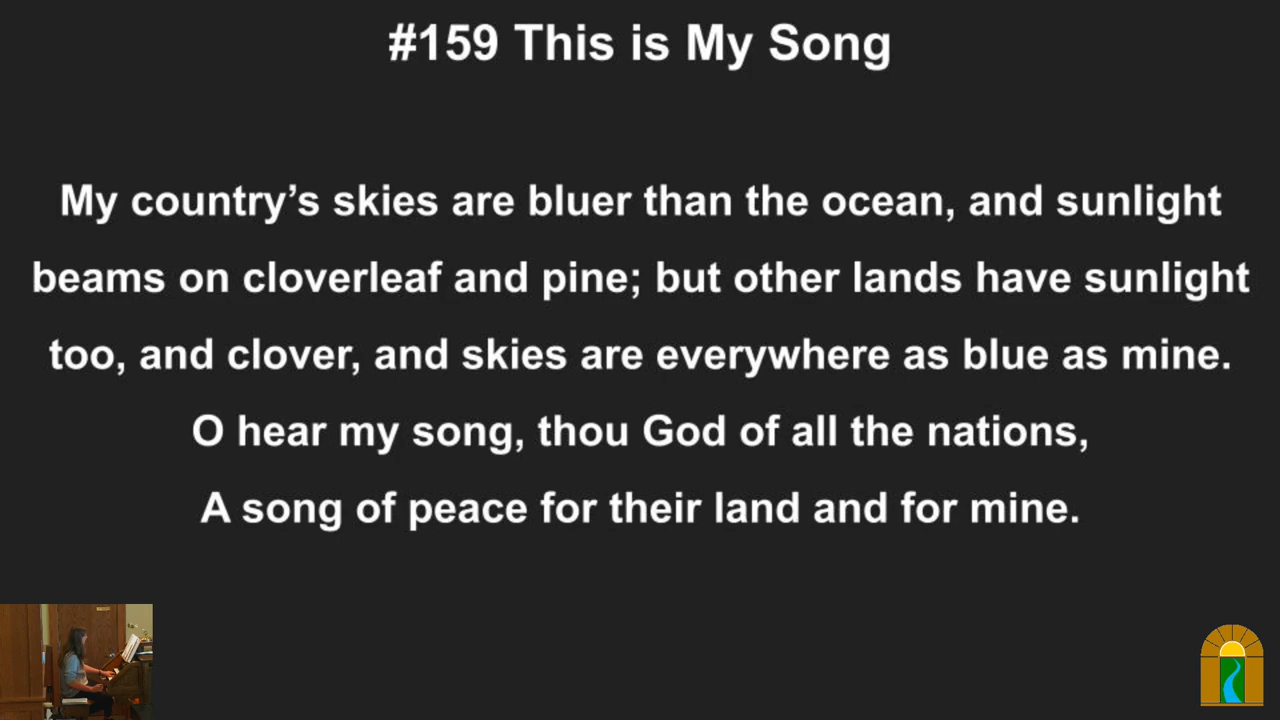 #159 This is My Song
My country’s skies are bluer than the ocean, and sunlight
beams on cloverleaf and pine; but other lands have sunlight
too, and clover, and skies are everywhere as blue as mine.
O hear my song, thou God of all the nations,
A song of peace for their land and for mine.